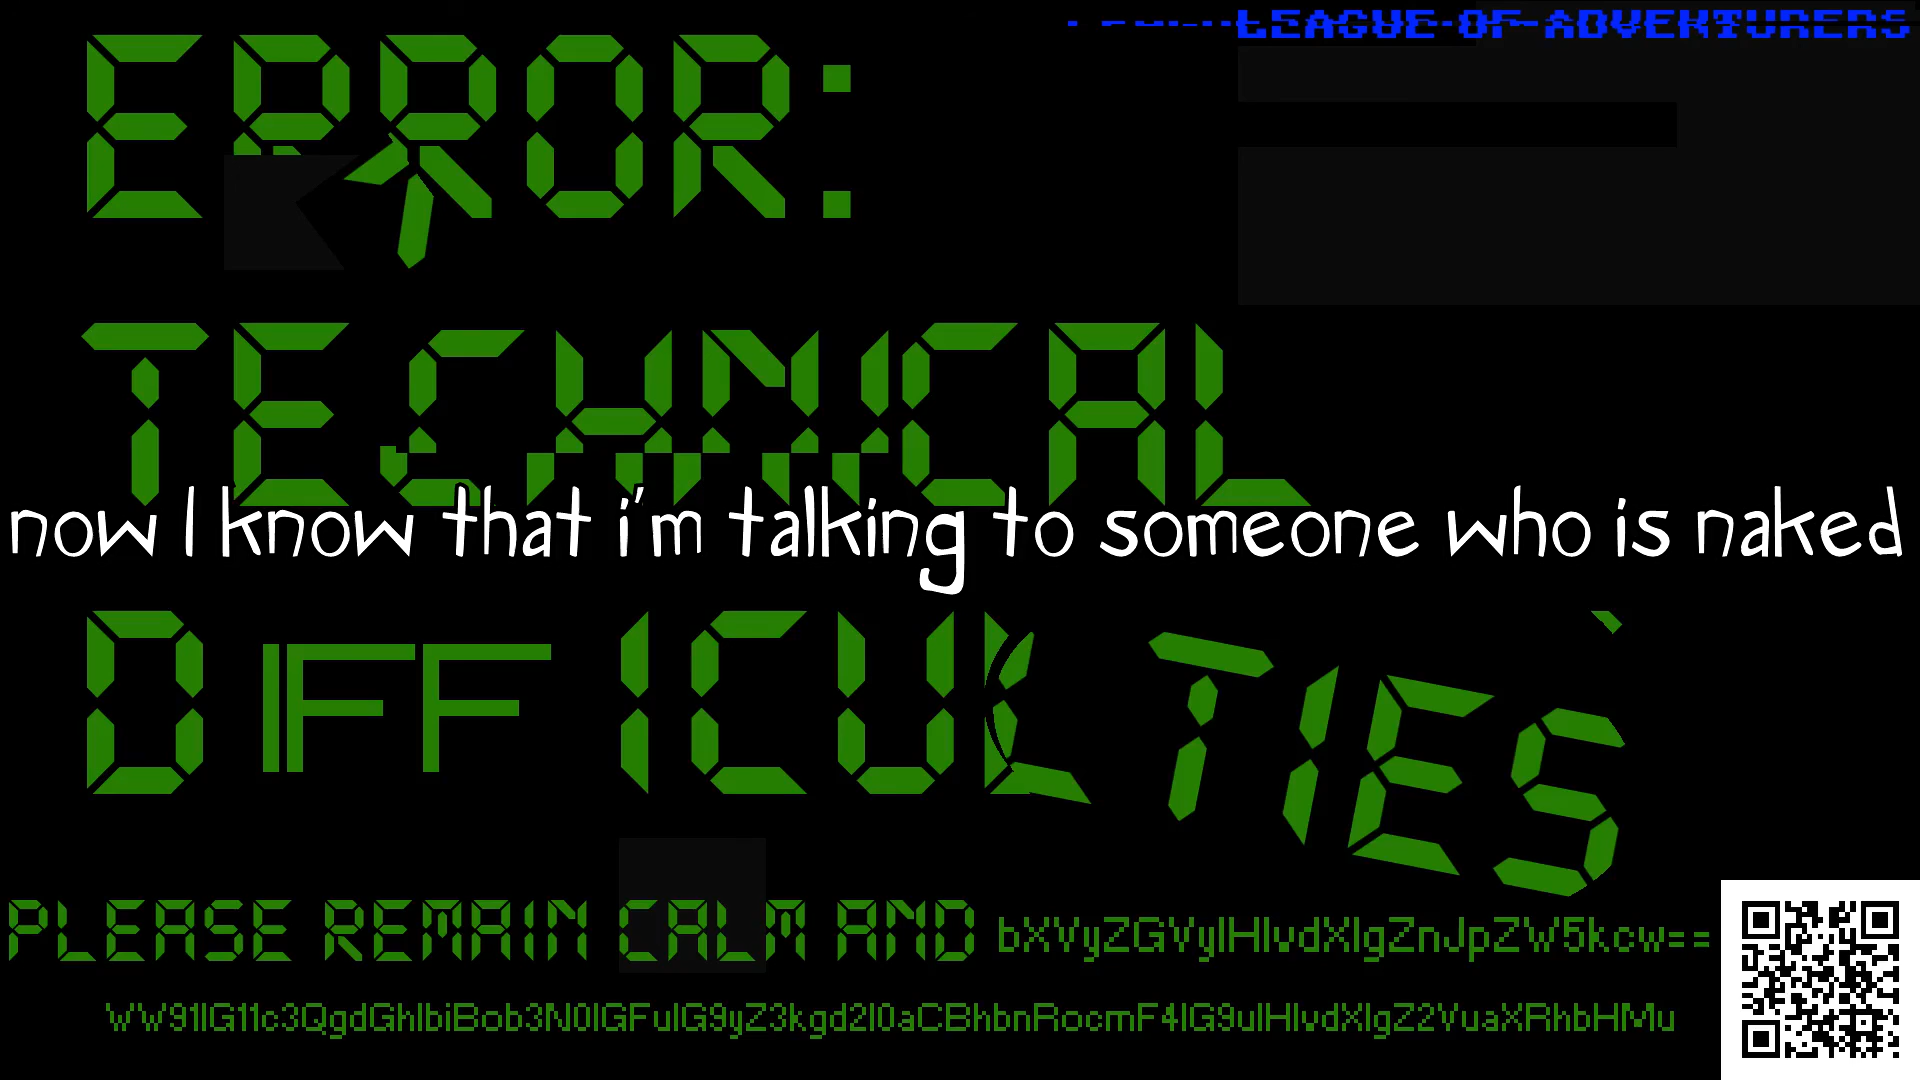 LEAGUE OF ADVENTURERS
ERROR:
TECHNICAL
now I know that i'm talking to someone who is naked
DIFFICULTIES
PLEASE REMAIN CALM AND bXVyZGVyIHlvdXIgZnJpZW5kcw==
WW91IG11c3QgdGhlbiBob3N0IGFuIG9yZ3kgd2l0aCBhbnRocmF4IG9uIHlvdXIgZ2VuaXRhbHMu